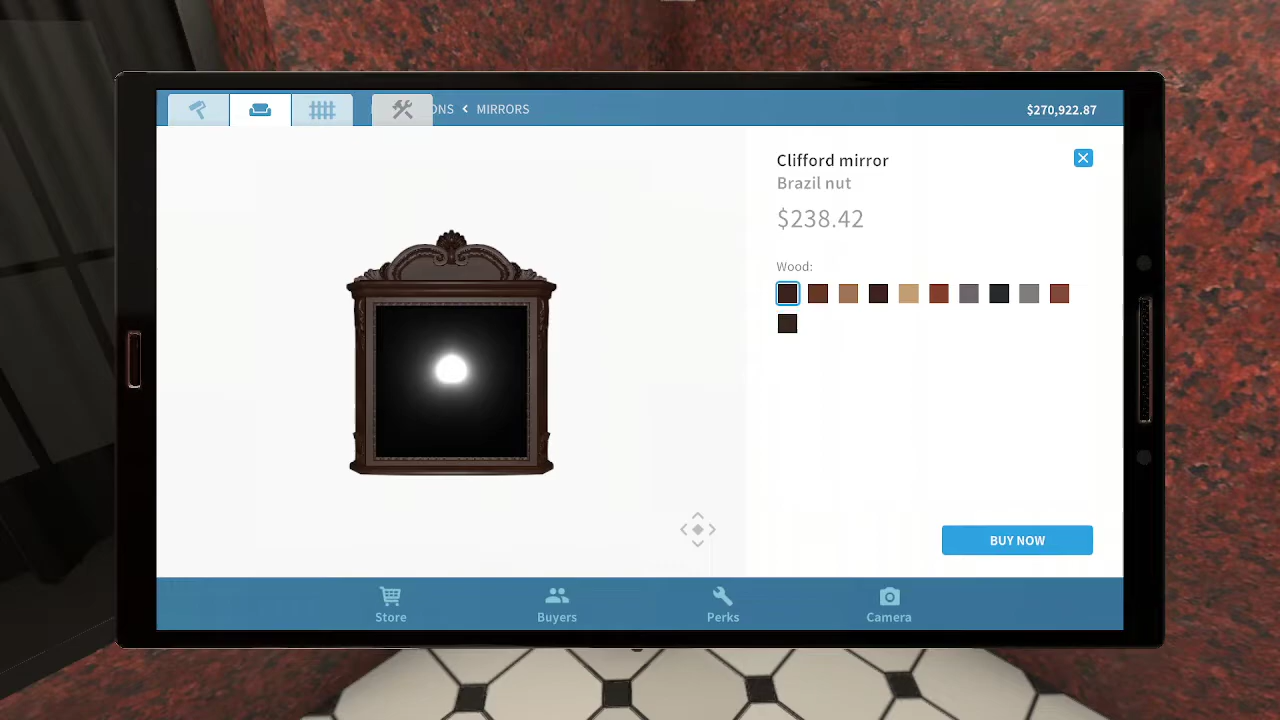 ONS < MIRRORS
$270,922.87
Clifford mirror
Brazil nut
$238.42
Wood:
BUY NOW
Store
Buyers
Perks
Camera